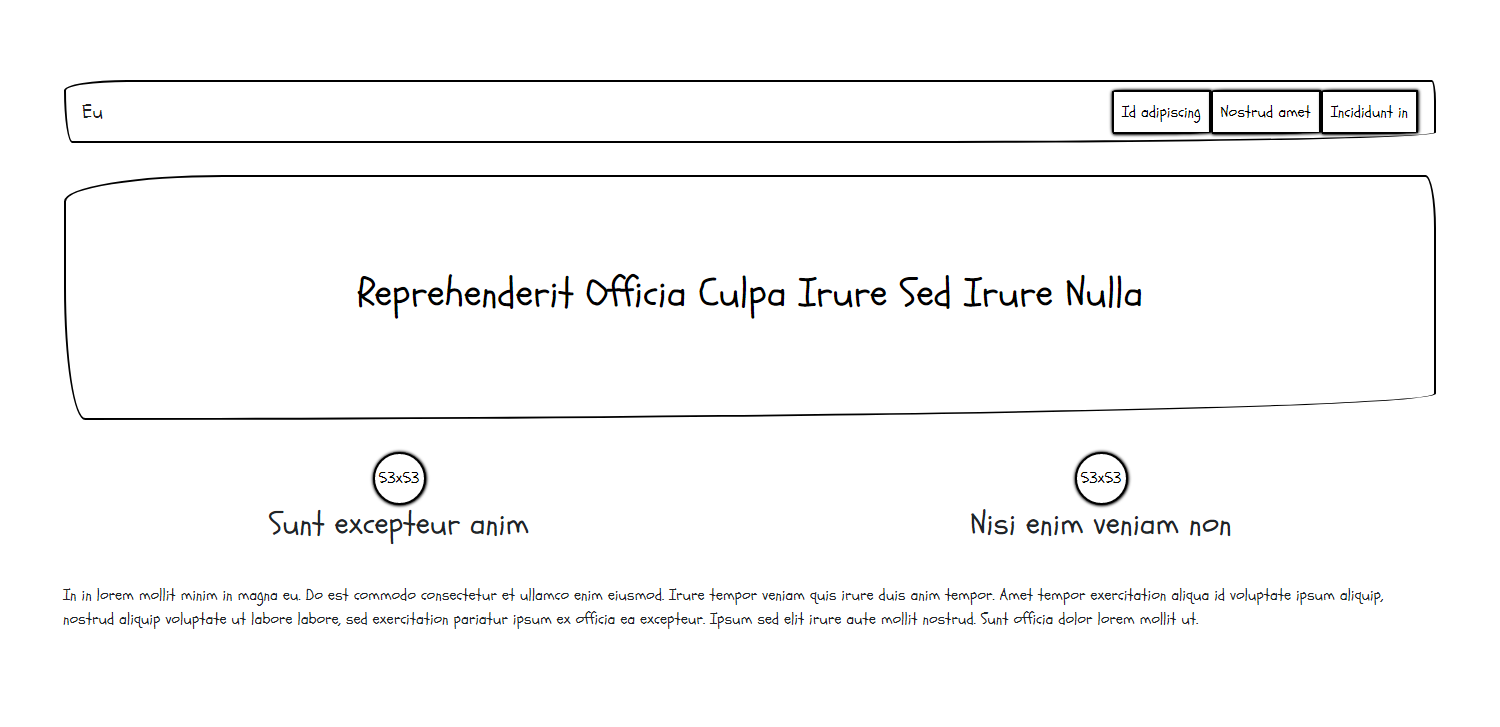 Eu
Id adipiscing
Nostrud amet
Incididunt in
Reprehenderit Officia Culpa Irure Sed Irure Nulla
53x53
53x53
Sunt excepteur anim
Nisi enim veniam non
In in lorem mollit minim in magna eu. Do est commodo consectetur et ullamco enim eiusmod. Irure tempor veniam quis irure duis anim tempor. Amet tempor exercitation aliqua id voluptate ipsum aliquip,
nostrud aliquip voluptate ut labore labore, sed exercitation pariatur ipsum ex officia ea excepteur. Ipsum sed elit irure aute mollit nostrud. Sunt officia dolor lorem mollit ut.